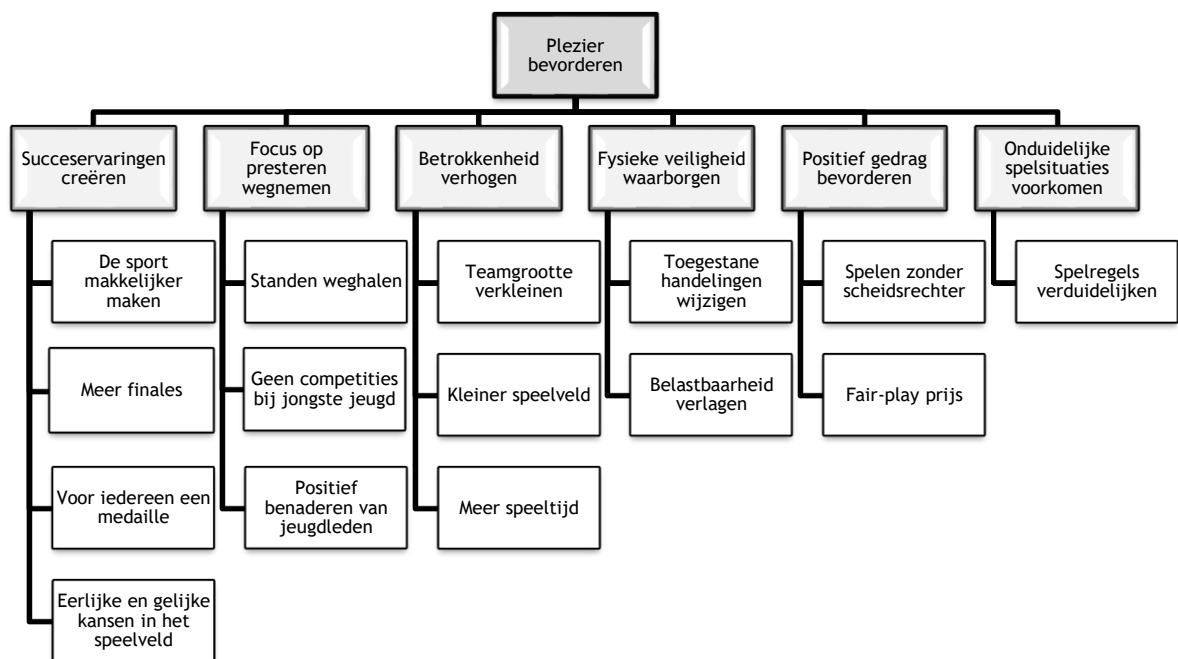 Plezier
bevorderen
Succeservaringen
creëren
Focus op
presteren
wegnemen
Betrokkenheid
verhogen
Fysieke veiligheid
waarborgen
Positief gedrag
bevorderen
Onduidelijke
spelsituaties
voorkomen
De sport
makkelijker
maken
Standen weghalen
Teamgrootte
verkleinen
Toegestane
handelingen
wijzigen
Spelen zonder
scheidsrechter
Spelregels
verduidelijken
Meer finales
Geen competities
bij jongste jeugd
Kleiner speelveld
Belastbaarheid
verlagen
Fair-play prijs
Voor iedereen een
medaille
Positief
benaderen van
jeugdleden
Meer speeltijd
Eerlijke en gelijke
kansen in het
speelveld